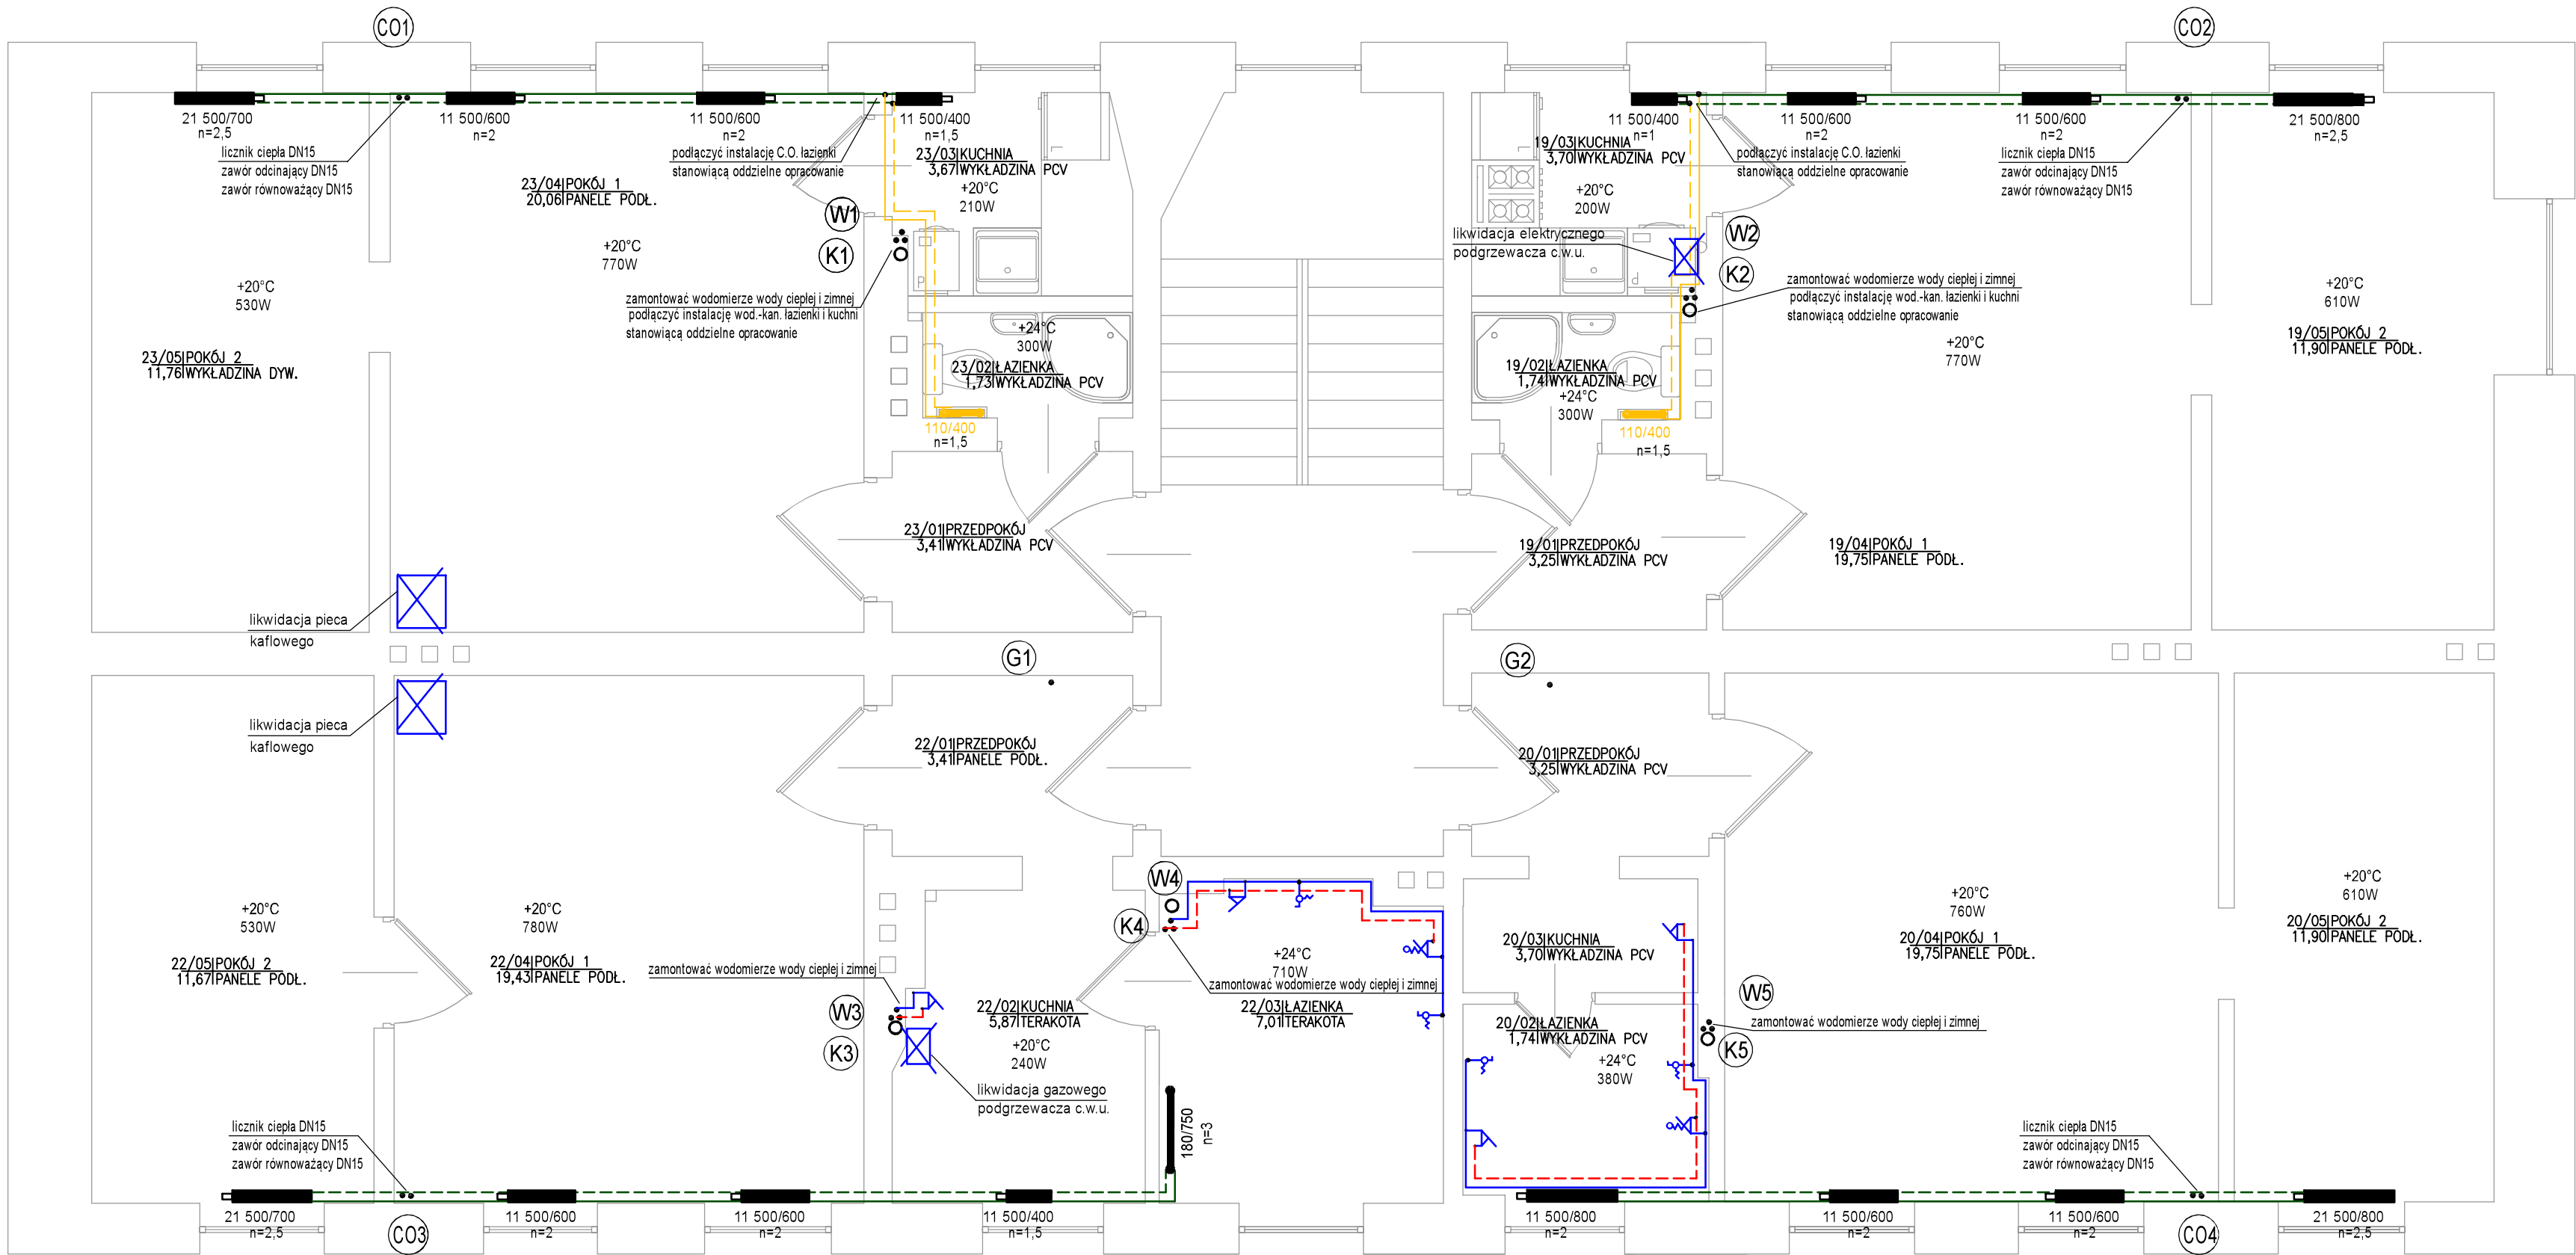 CO1
CO2
21 500/700
n=2,5
11 500/600
n=2
11 500/600
n=2
11 500/400
n=1,5
11 500/400
n=1
11 500/600
n=2
11 500/600
n=2
21 500/800
n=2,5
licznik ciepła DN15
zawór odcinający DN15
zawór równoważący DN15
podłączyć instalację C.O. łazienki
stanowiącą oddzielne opracowanie
23/03 KUCHNIA
3,67 WYKŁADZINA PCV
+20°C
210W
19/03 KUCHNIA
3,70 WYKŁADZINA PCV
+20°C
200W
podłączyć instalację C.O. łazienki
stanowiącą oddzielne opracowanie
licznik ciepła DN15
zawór odcinający DN15
zawór równoważący DN15
23/04 POKÓJ 1
20,06 PANELE PODŁ.
+20°C
770W
W1
K1
likwidacja elektrycznego
podgrzewacza c.w.u.
W2
K2
+20°C
530W
zamontować wodomierze wody ciepłej i zimnej
podłączyć instalację wod.-kan. łazienki i kuchni
stanowiącą oddzielne opracowanie
zamontować wodomierze wody ciepłej i zimnej
podłączyć instalację wod.-kan. łazienki i kuchni
stanowiącą oddzielne opracowanie
+20°C
610W
23/05 POKÓJ 2
11,76 WYKŁADZINA DYW.
+24°C
300W
23/02 ŁAZIENKA
1,73 WYKŁADZINA PCV
19/02 ŁAZIENKA
1,74 WYKŁADZINA PCV
+24°C
300W
+20°C
770W
19/05 POKÓJ 2
11,90 PANELE PODŁ.
110/400
n=1,5
110/400
n=1,5
23/01 PRZEDPOKÓJ
3,41 WYKŁADZINA PCV
19/01 PRZEDPOKÓJ
3,25 WYKŁADZINA PCV
19/04 POKÓJ 1
19,75 PANELE PODŁ.
likwidacja pieca
kaflowego
G1
G2
likwidacja pieca
kaflowego
22/01 PRZEDPOKÓJ
3,41 PANELE PODŁ.
20/01 PRZEDPOKÓJ
3,25 WYKŁADZINA PCV
W4
K4
+20°C
530W
22/05 POKÓJ 2
11,67 PANELE PODŁ.
+20°C
780W
22/04 POKÓJ 1
19,43 PANELE PODŁ.
zamontować wodomierze wody ciepłej i zimnej
W3
K3
22/02 KUCHNIA
5,87 TERAKOTA
+20°C
240W
likwidacja gazowego
podgrzewacza c.w.u.
+24°C
710W
zamontować wodomierze wody ciepłej i zimnej
22/03 ŁAZIENKA
7,01 TERAKOTA
20/03 KUCHNIA
3,70 WYKŁADZINA PCV
20/02 ŁAZIENKA
1,74 WYKŁADZINA PCV
+24°C
380W
+20°C
760W
20/04 POKÓJ 1
19,75 PANELE PODŁ.
+20°C
610W
20/05 POKÓJ 2
11,90 PANELE PODŁ.
W5
K5
zamontować wodomierze wody ciepłej i zimnej
180/750
n=3
licznik ciepła DN15
zawór odcinający DN15
zawór równoważący DN15
licznik ciepła DN15
zawór odcinający DN15
zawór równoważący DN15
21 500/700
n=2,5
CO3
11 500/600
n=2
11 500/600
n=2
11 500/400
n=1,5
11 500/800
n=2
11 500/600
n=2
11 500/600
n=2
CO4
21 500/800
n=2,5